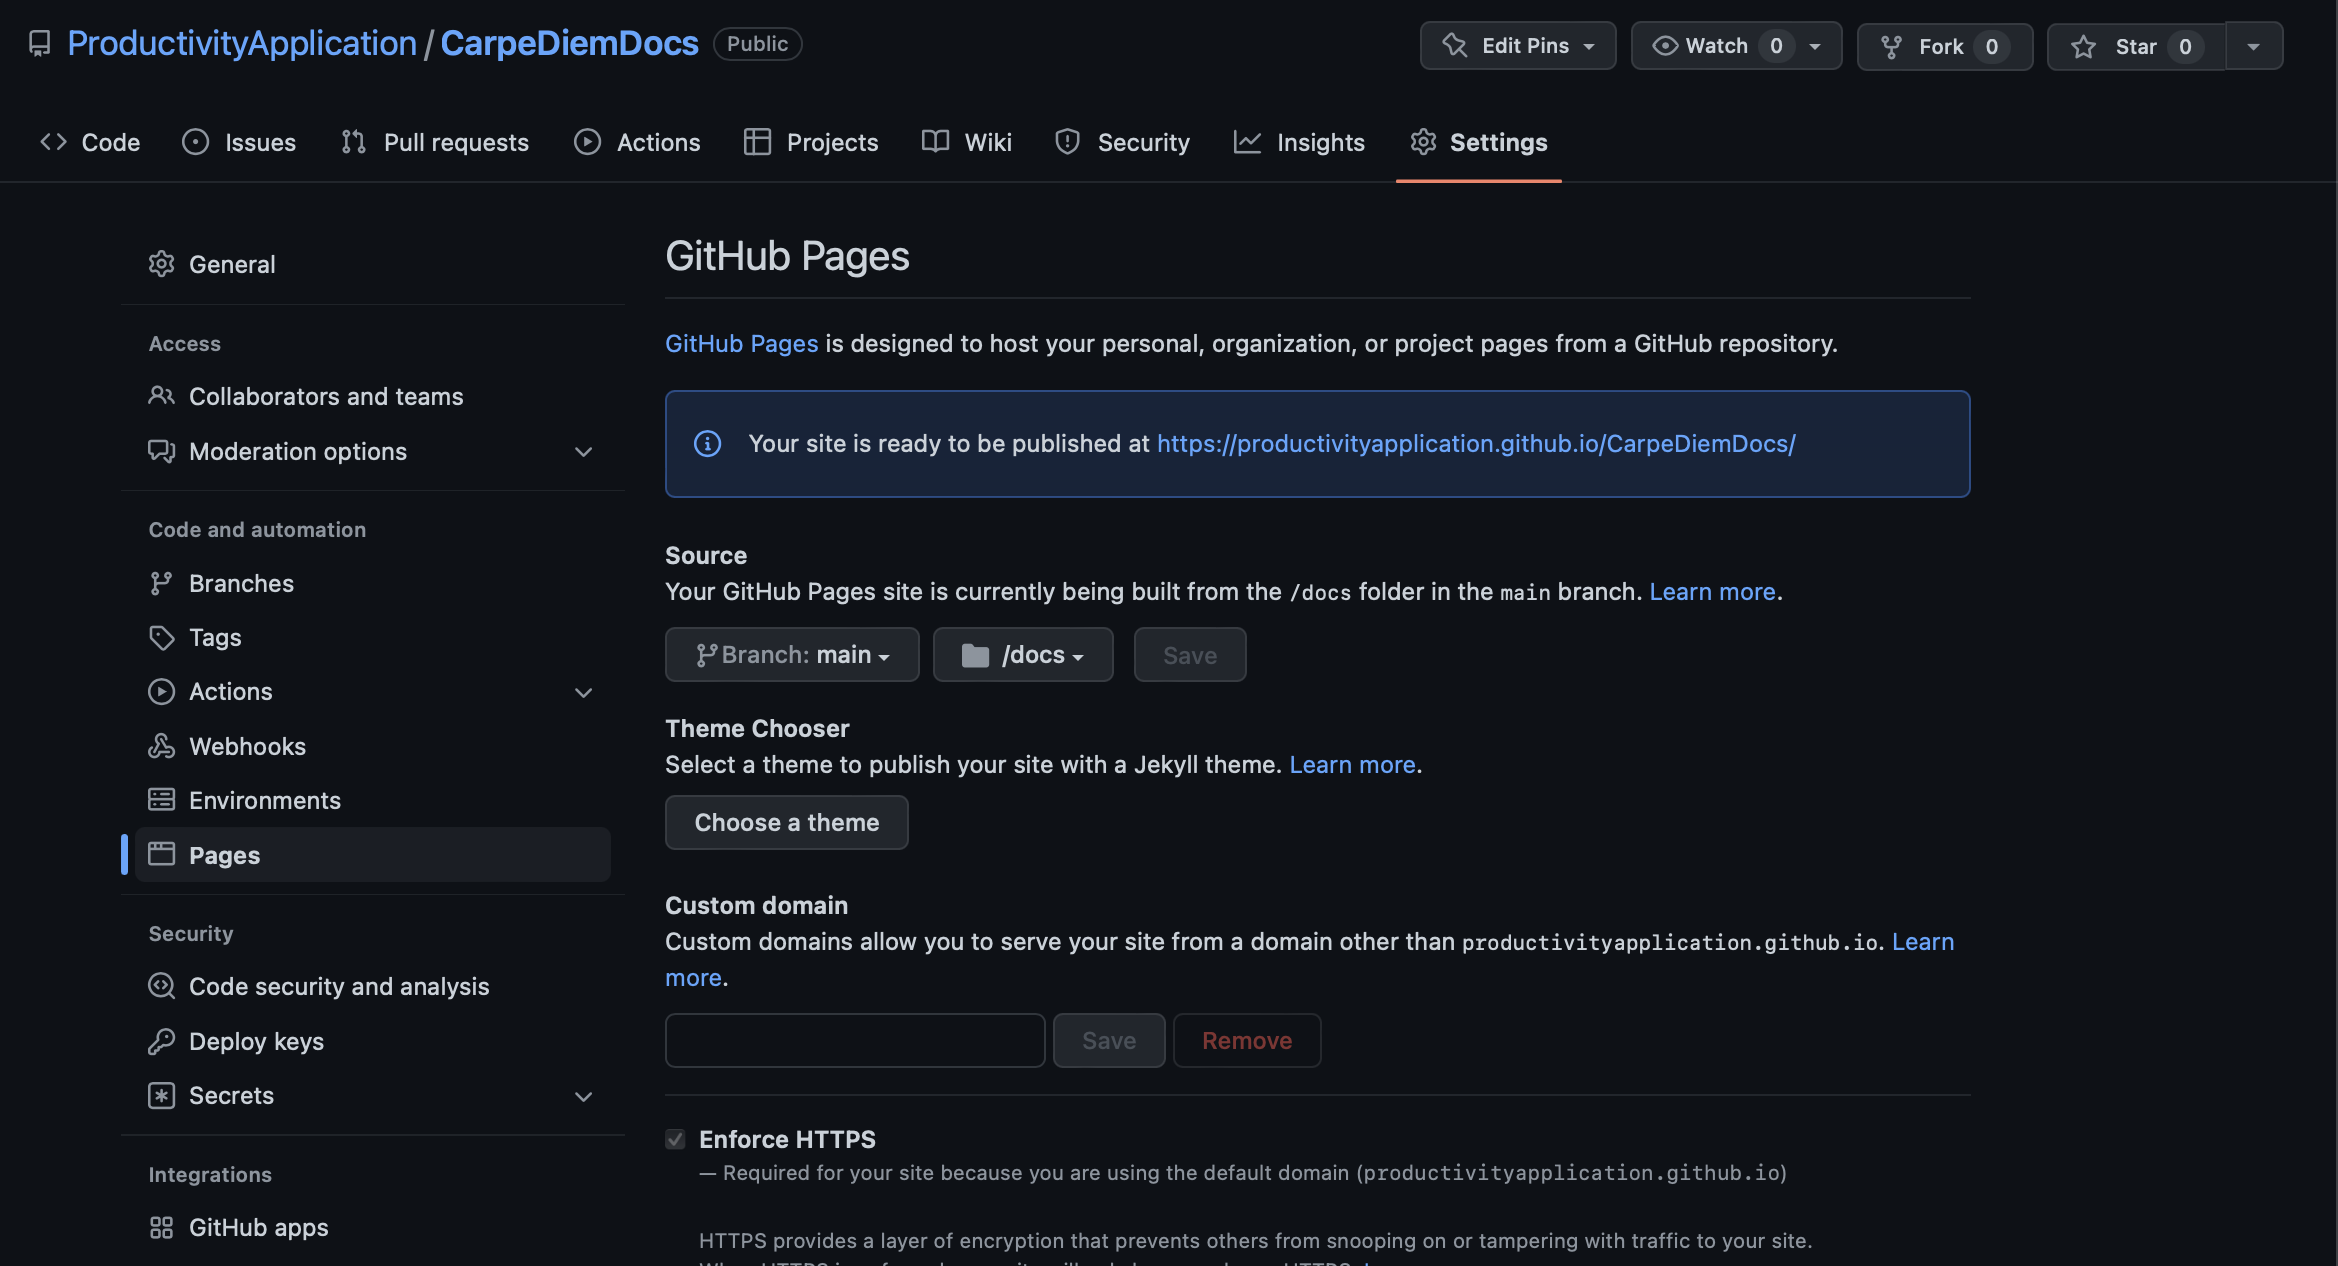 ProductivityApplication / CarpeDiemDocs Public
Edit Pins Watch 0 Fork 0 Star 0
Code Issues Pull requests Actions Projects Wiki Security Insights Settings
General
Access
Collaborators and teams
Moderation options
Code and automation
Branches
Tags
Actions
Webhooks
Environments
Pages
Security
Code security and analysis
Deploy keys
Secrets
Integrations
GitHub apps
GitHub Pages
GitHub Pages is designed to host your personal, organization, or project pages from a GitHub repository.
Your site is ready to be published at https://productivityapplication.github.io/CarpeDiemDocs/
Source
Your GitHub Pages site is currently being built from the /docs folder in the main branch. Learn more.
Branch: main /docs Save
Theme Chooser
Select a theme to publish your site with a Jekyll theme. Learn more.
Choose a theme
Custom domain
Custom domains allow you to serve your site from a domain other than productivityapplication.github.io. Learn
more.
Save Remove
Enforce HTTPS
— Required for your site because you are using the default domain (productivityapplication.github.io)
HTTPS provides a layer of encryption that prevents others from snooping on or tampering with traffic to your site.